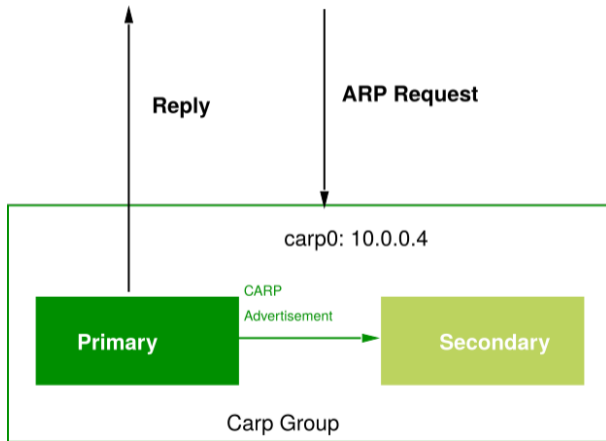 Reply
ARP Request
carp0: 10.0.0.4
CARP
Advertisement
Primary
Secondary
Carp Group